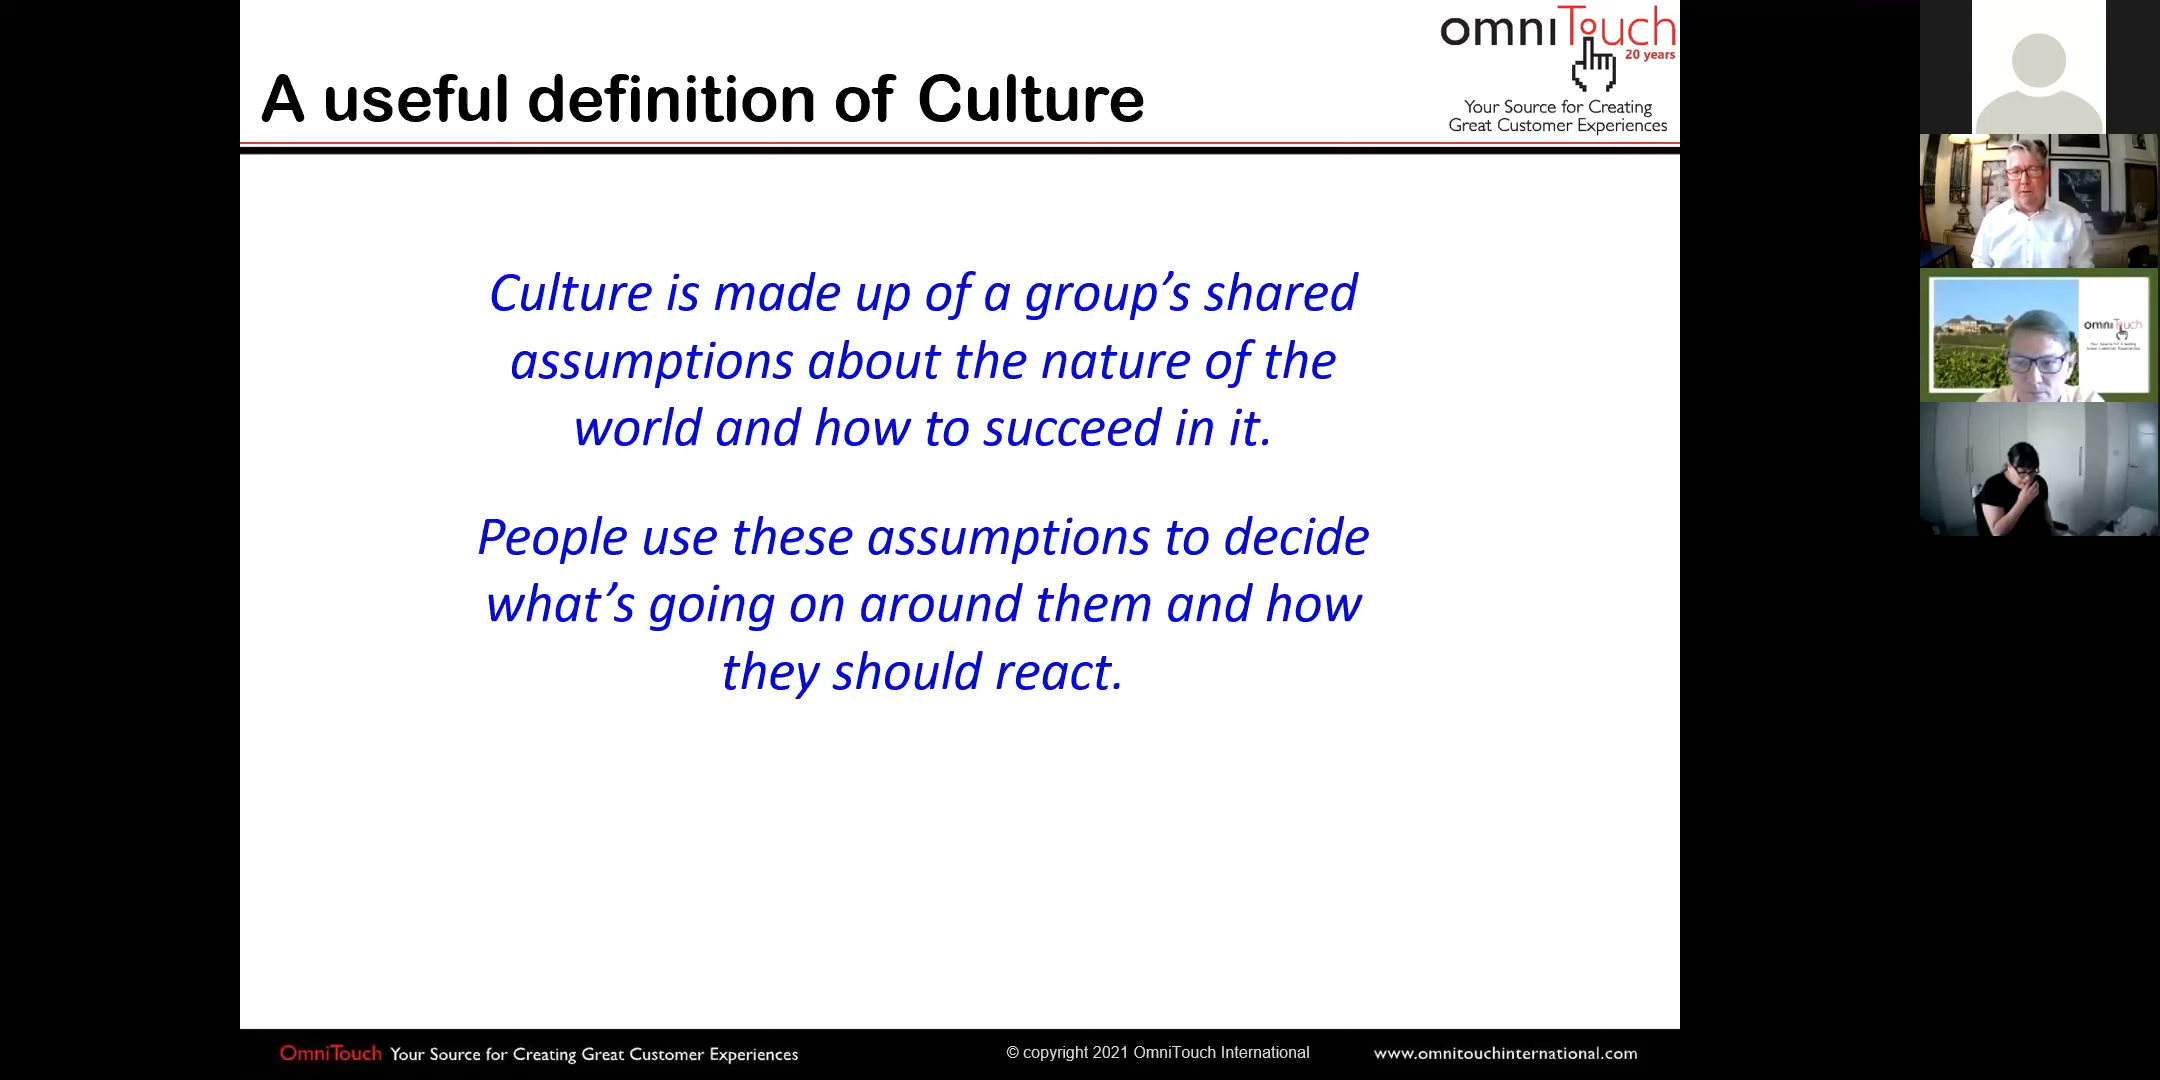 A useful definition of Culture
omniTouch
20 years
Your Source for Creating
Great Customer Experiences
Culture is made up of a group’s shared
assumptions about the nature of the
world and how to succeed in it.
People use these assumptions to decide
what’s going on around them and how
they should react.
omniTouch
OmniTouch Your Source for Creating Great Customer Experiences
© copyright 2021 OmniTouch International
www.omnitouchinternational.com